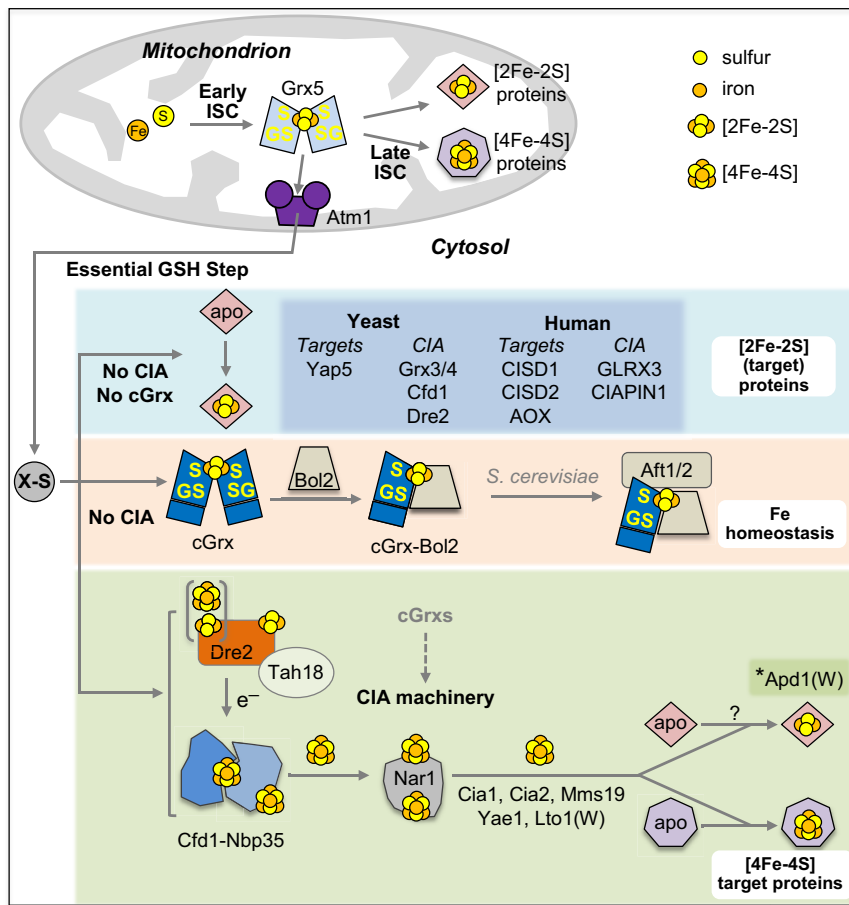 Mitochondrion
Early
ISC
Grx5
Fe
S
S
S
GS
SG
[2Fe-2S]
proteins
[4Fe-4S]
proteins
Late
ISC
Atm1
sulfur
iron
[2Fe-2S]
[4Fe-4S]
Cytosol
Essential GSH Step
apo
No CIA
No cGrx
Yeast
Human
Targets
CIA
Targets
CIA
Yap5
Grx3/4
CISD1
GLRX3
Cfd1
CISD2
CIAPIN1
Dre2
AOX
[2Fe-2S]
(target)
proteins
X-S
No CIA
S
S
GS
SG
cGrx
Bol2
S
GS
cGrx-Bol2
S. cerevisiae
Aft1/2
S
GS
Fe
homeostasis
Dre2
Tah18
e–
Cfd1-Nbp35
cGrxs
CIA machinery
Nar1
Cia1, Cia2, Mms19
Yae1, Lto1(W)
*Apd1(W)
apo
?
apo
[4Fe-4S]
target proteins